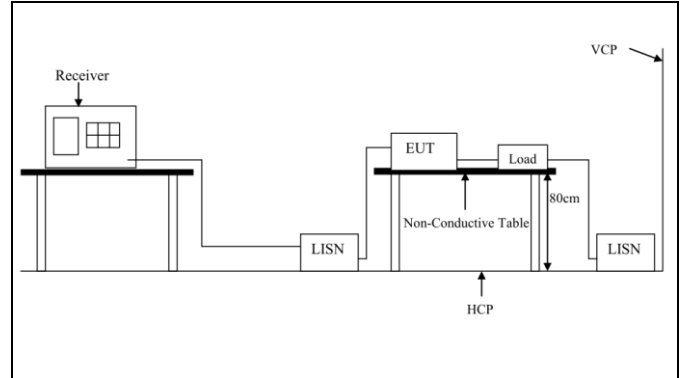 VCP
Receiver
EUT
Load
80cm
Non-Conductive Table
LISN
LISN
HCP